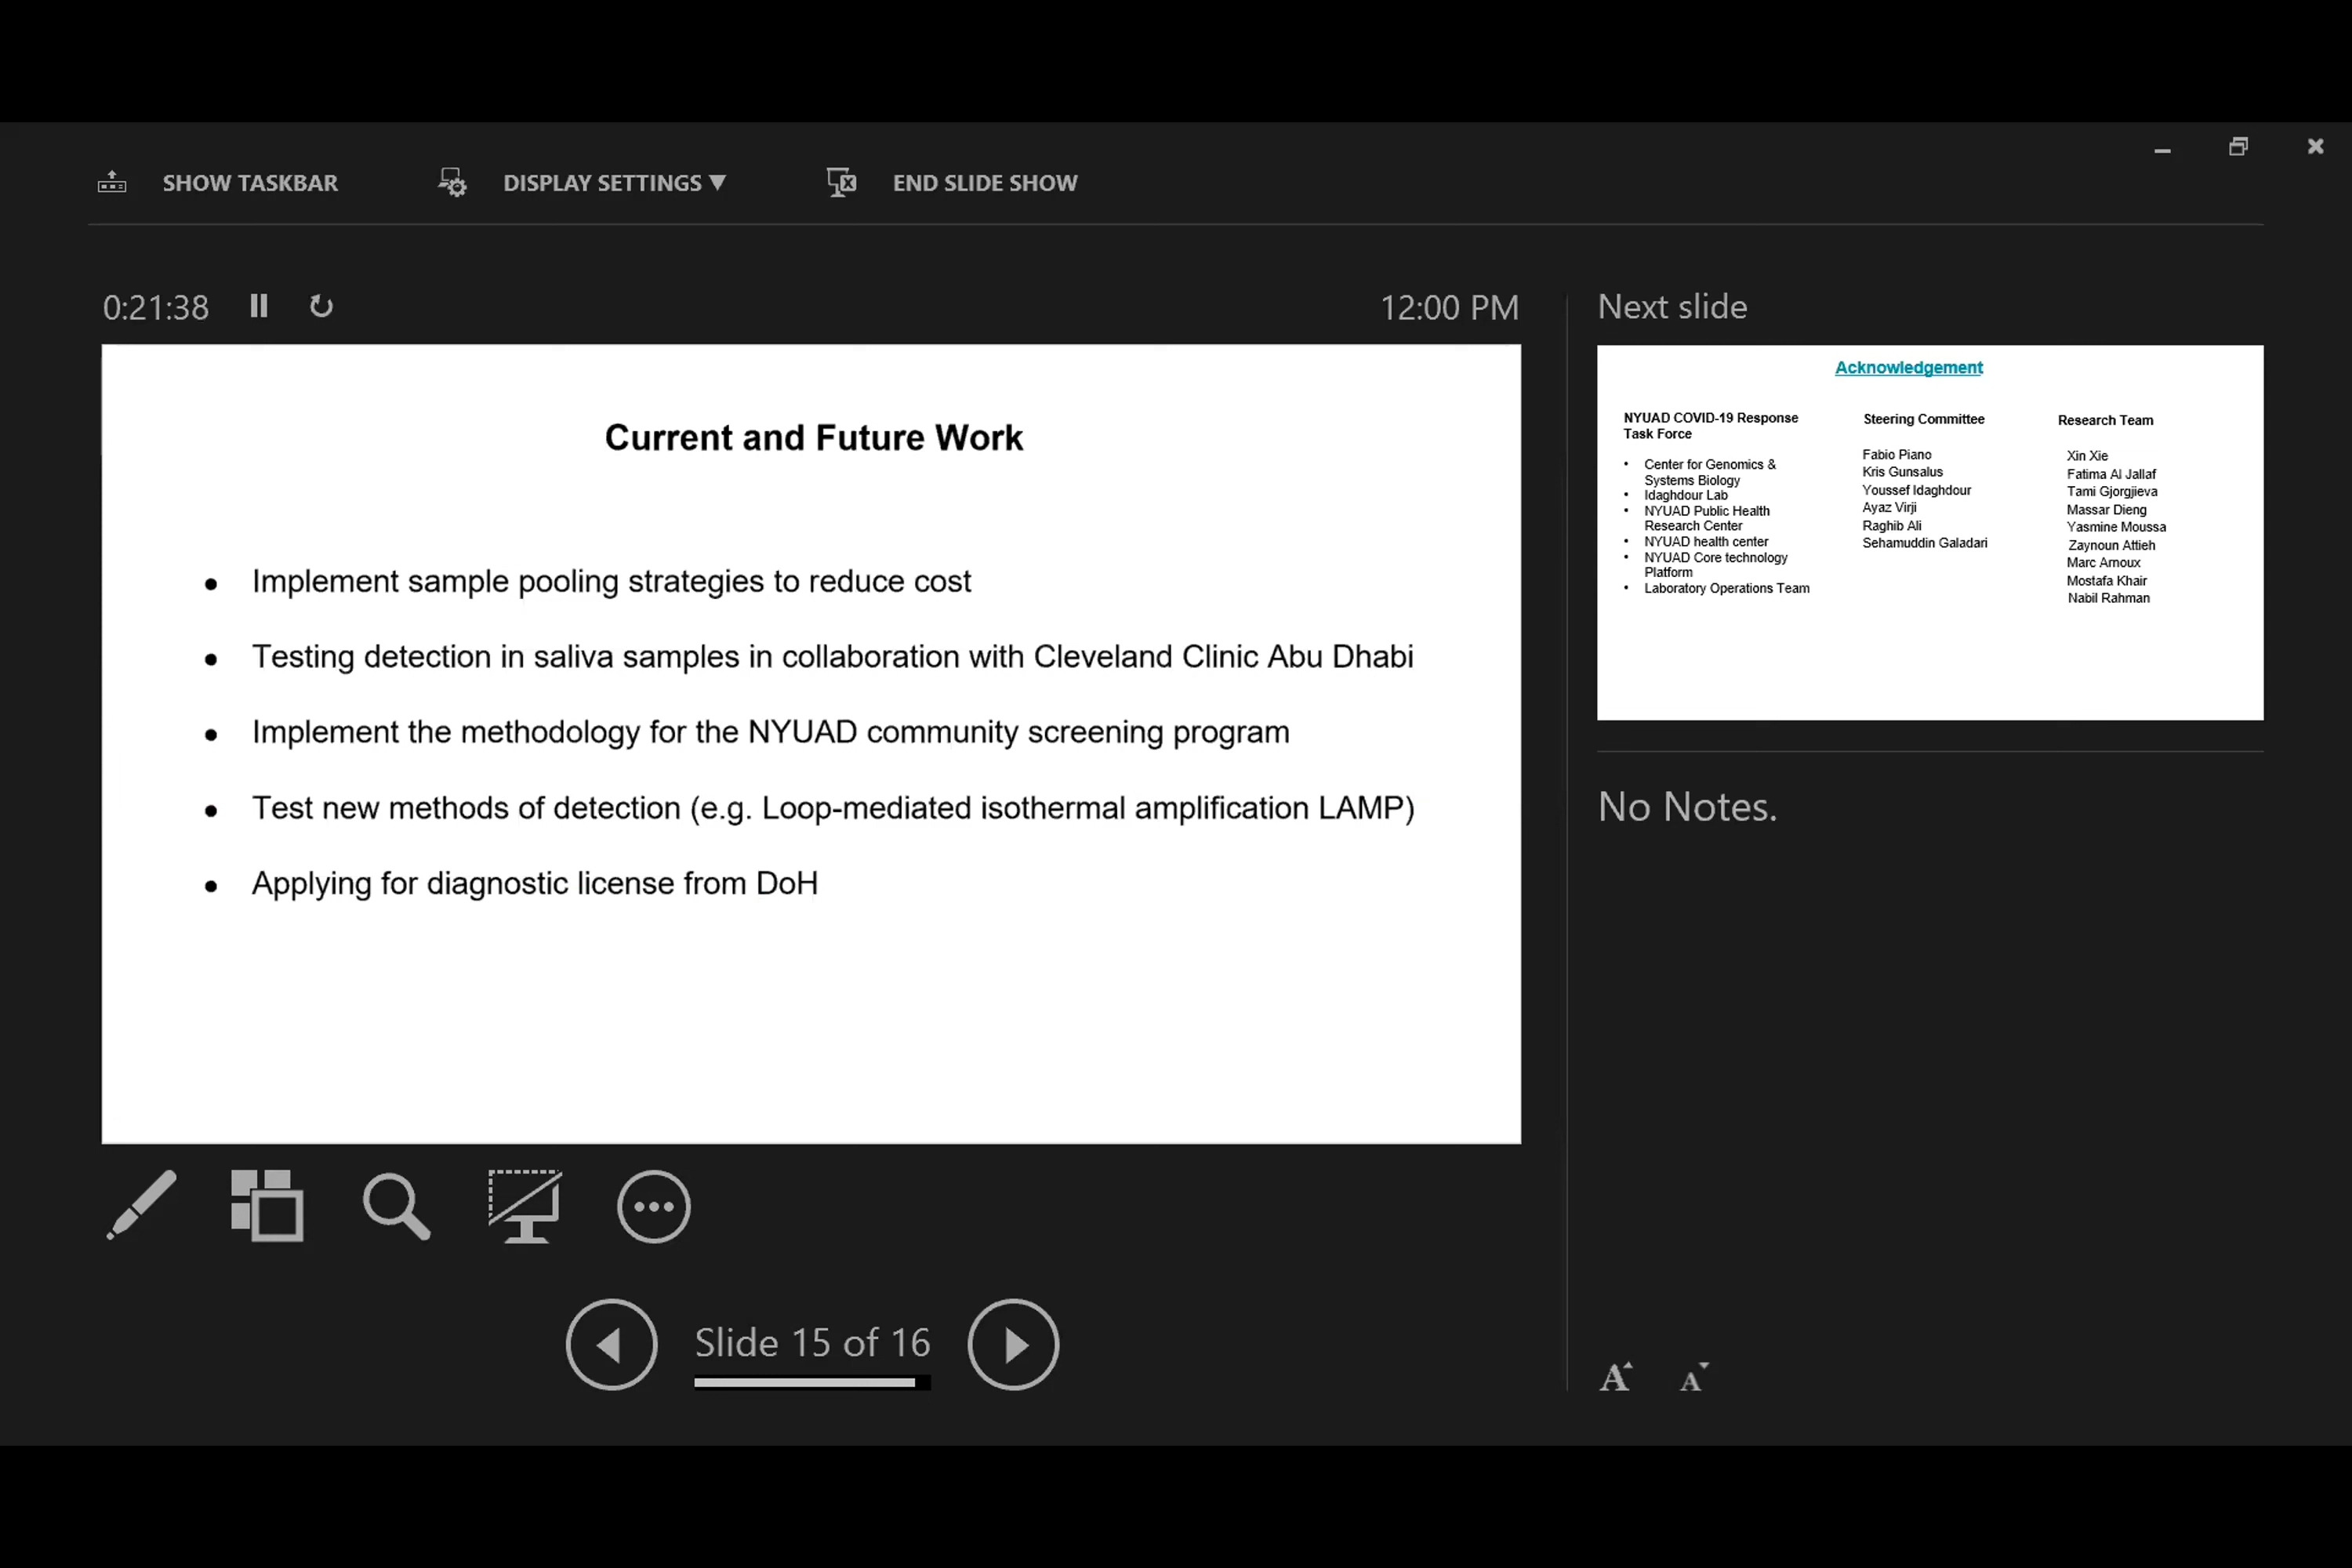 SHOW TASKBAR
DISPLAY SETTINGS ▼
END SLIDE SHOW
0:21:38
12:00 PM
Current and Future Work
• Implement sample pooling strategies to reduce cost
• Testing detection in saliva samples in collaboration with Cleveland Clinic Abu Dhabi
• Implement the methodology for the NYUAD community screening program
• Test new methods of detection (e.g. Loop-mediated isothermal amplification LAMP)
• Applying for diagnostic license from DoH
Slide 15 of 16
Next slide
Acknowledgement
NYUAD COVID-19 Response
Task Force
• Center for Genomics &
Systems Biology
• Idaghdour Lab
• NYUAD Public Health
Research Center
• NYUAD health center
• NYUAD Core technology
Platform
• Laboratory Operations Team
Steering Committee
Fabio Piano
Kris Gunsalus
Youssef Idaghdour
Ayaz Virji
Raghib Ali
Sehamuddin Galadari
Research Team
Xin Xie
Fatima Al Jallaf
Tami Gjorgjieva
Massar Dieng
Yasmine Moussa
Zaynoun Attieh
Marc Arnoux
Mostafa Khair
Nabil Rahman
No Notes.
A A